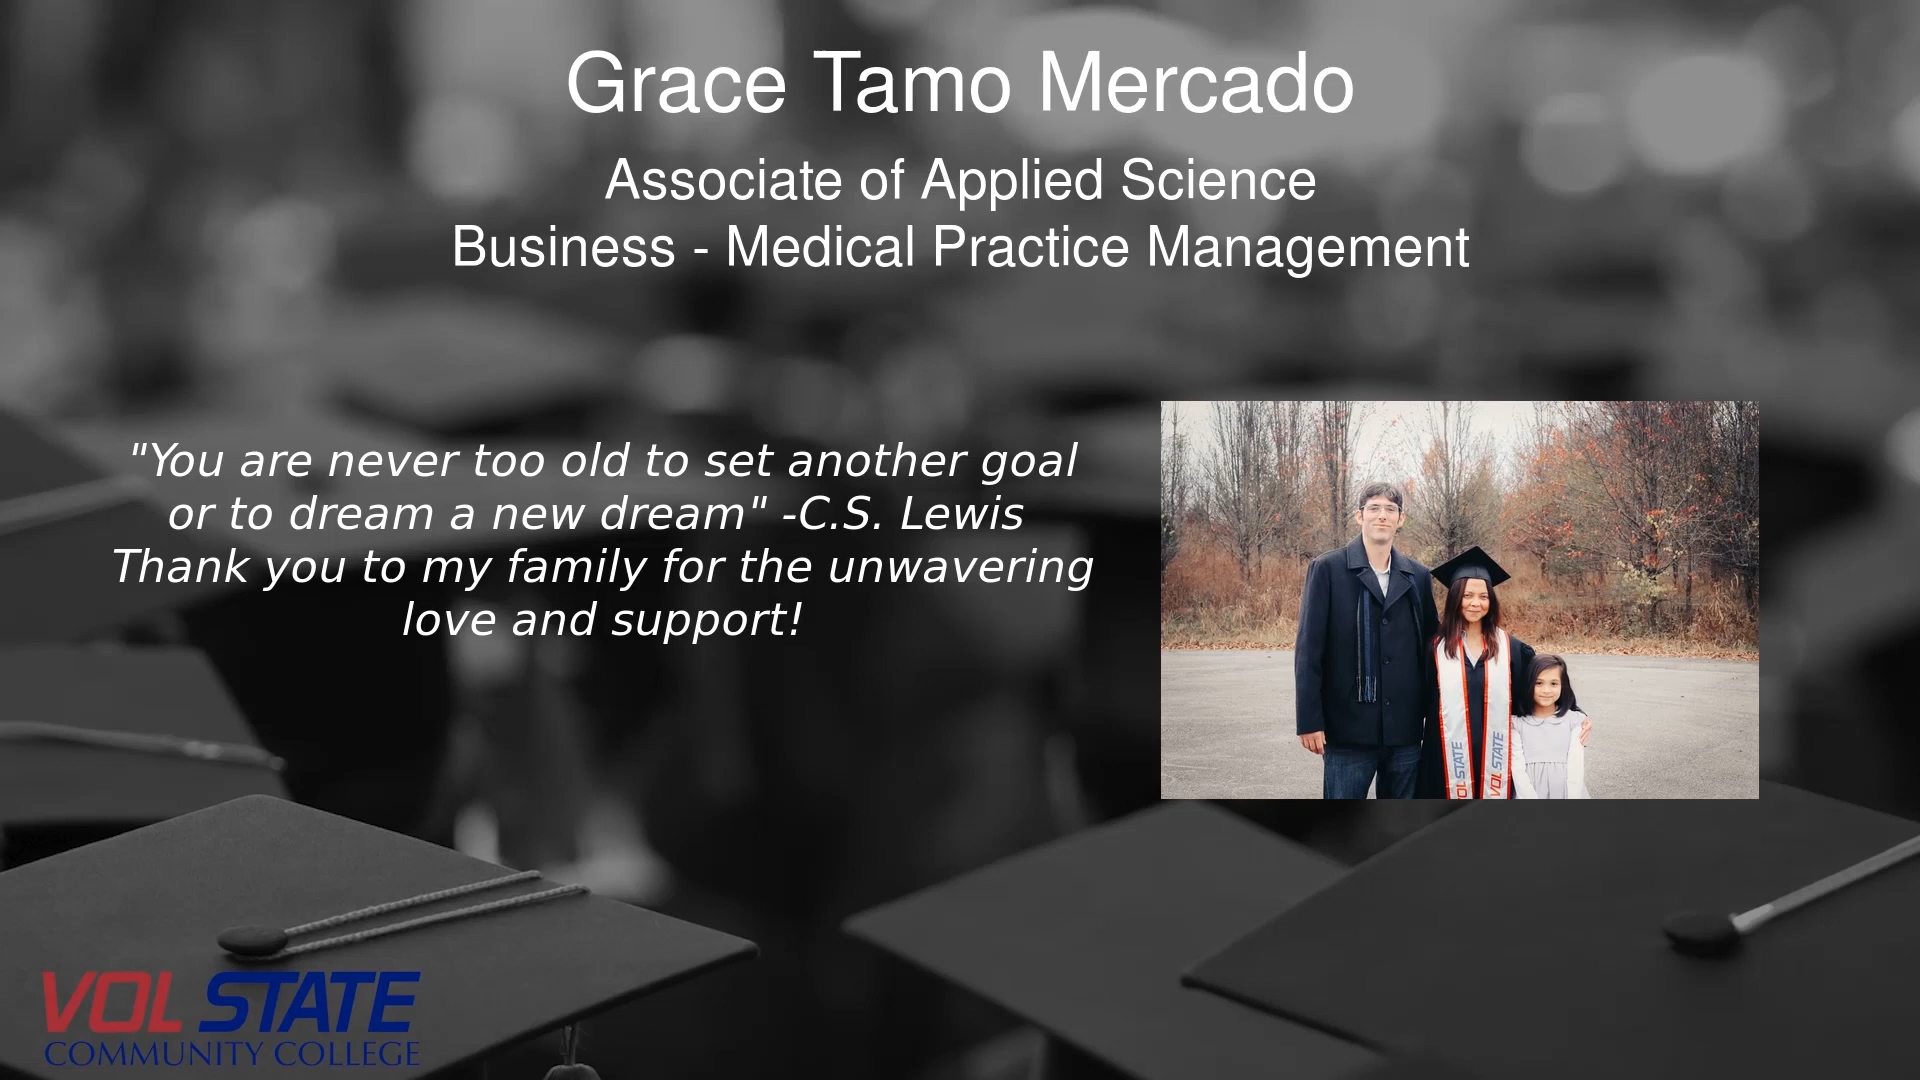 Grace Tamo Mercado
Associate of Applied Science
Business - Medical Practice Management
"You are never too old to set another goal
or to dream a new dream" -C.S. Lewis
Thank you to my family for the unwavering
love and support!
VOL STATE
VOL STATE
VOL STATE
COMMUNITY COLLEGE